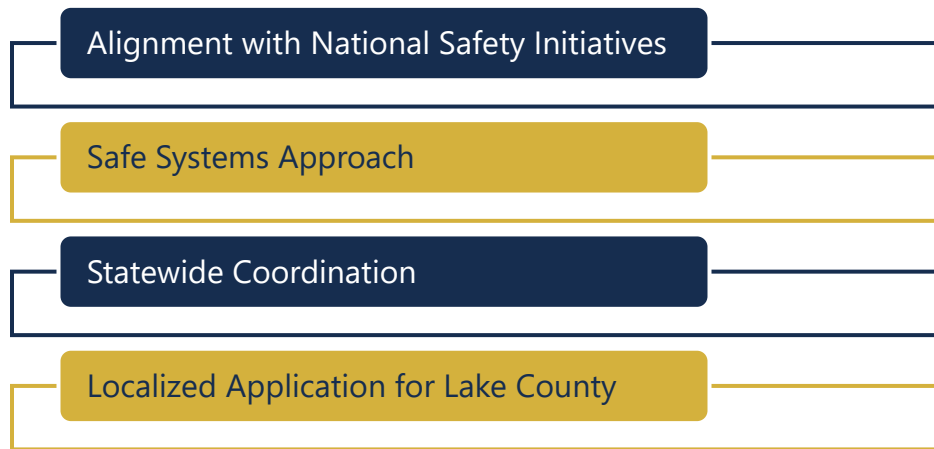 Alignment with National Safety Initiatives
Safe Systems Approach
Statewide Coordination
Localized Application for Lake County